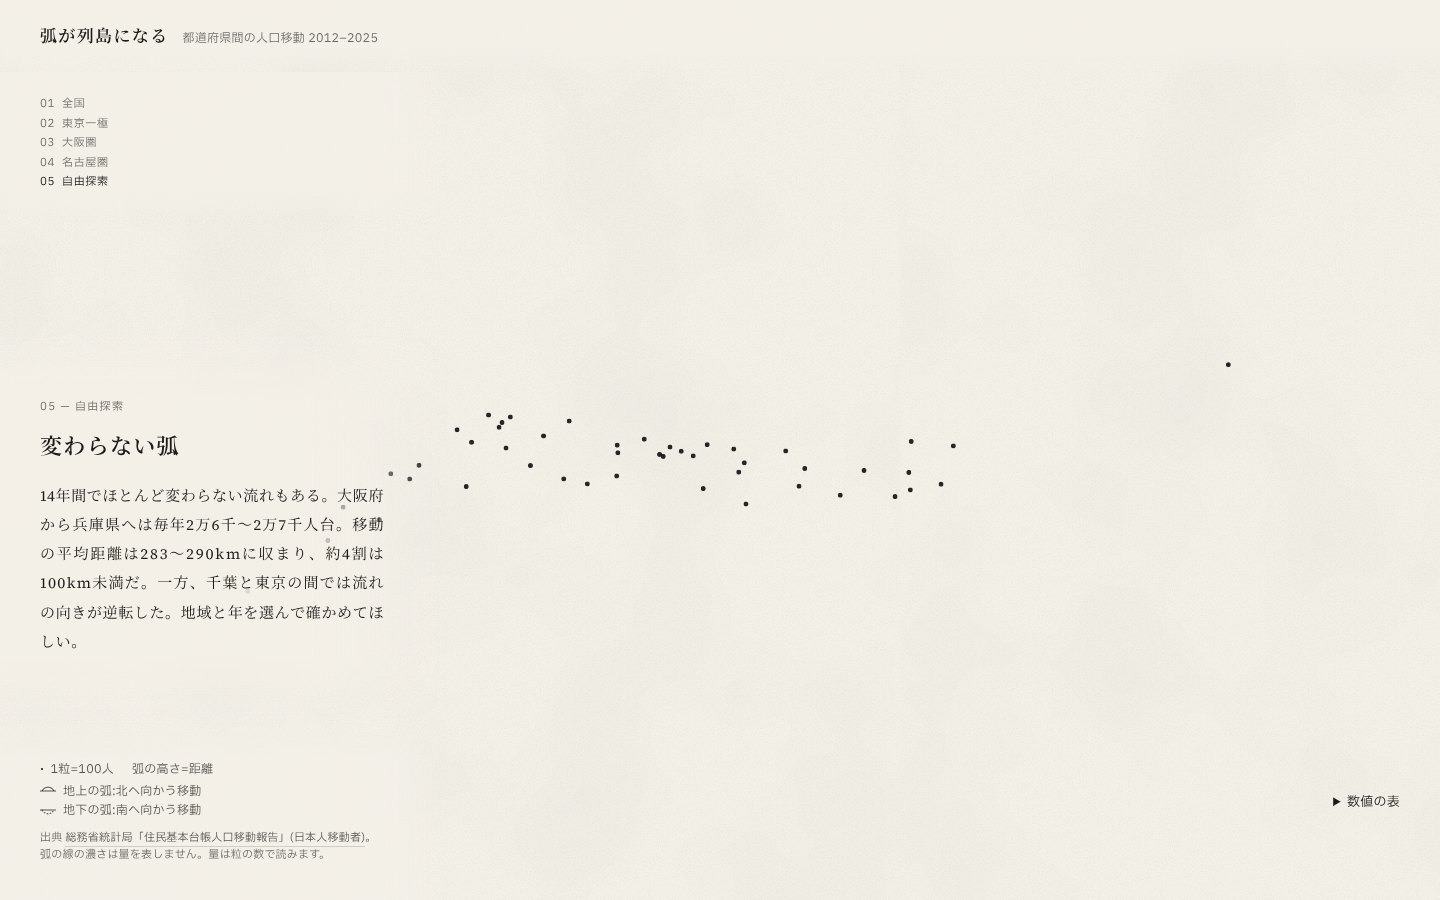 弧が列島になる 都道府県間の人口移動 2012–2025
01 全国
02 東京一極
03 大阪圏
04 名古屋圏
05 自由探索
05 — 自由探索
変わらない弧
14年間でほとんど変わらない流れもある。大阪府
から兵庫県へは毎年2万6千〜2万7千人台。移動
の平均距離は283〜290kmに収まり、約4割は
100km未満だ。一方、千葉と東京の間では流れ
の向きが逆転した。地域と年を選んで確かめてほ
しい。
・ 1粒=100人 弧の高さ=距離
地上の弧:北へ向かう移動
地下の弧:南へ向かう移動
▶ 数値の表
出典 総務省統計局「住民基本台帳人口移動報告」(日本人移動者)。
弧の線の濃さは量を表しません。量は粒の数で読みます。